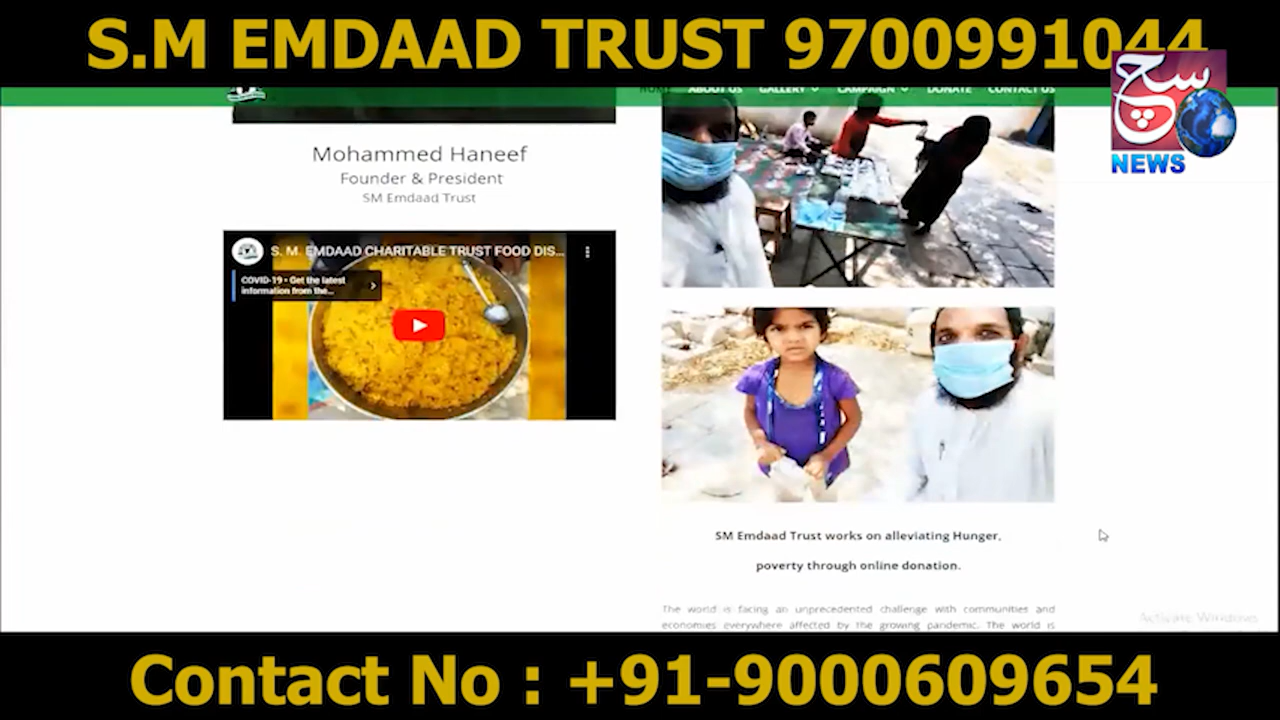 S.M EMDAAD TRUST 9700991044
سچ
NEWS
HOME ABOUT US GALLERY CAMPAIGN DONATE CONTACT US
Mohammed Haneef
Founder & President
SM Emdaad Trust
S. M. EMDAAD CHARITABLE TRUST FOOD DIS...
COVID-19 • Get the latest
information from the...
SM Emdaad Trust works on alleviating Hunger,
poverty through online donation.
The world is facing an unprecedented challenge with communities and
economies everywhere affected by the growing pandemic. The world is
Activate Windows
Contact No : +91-9000609654